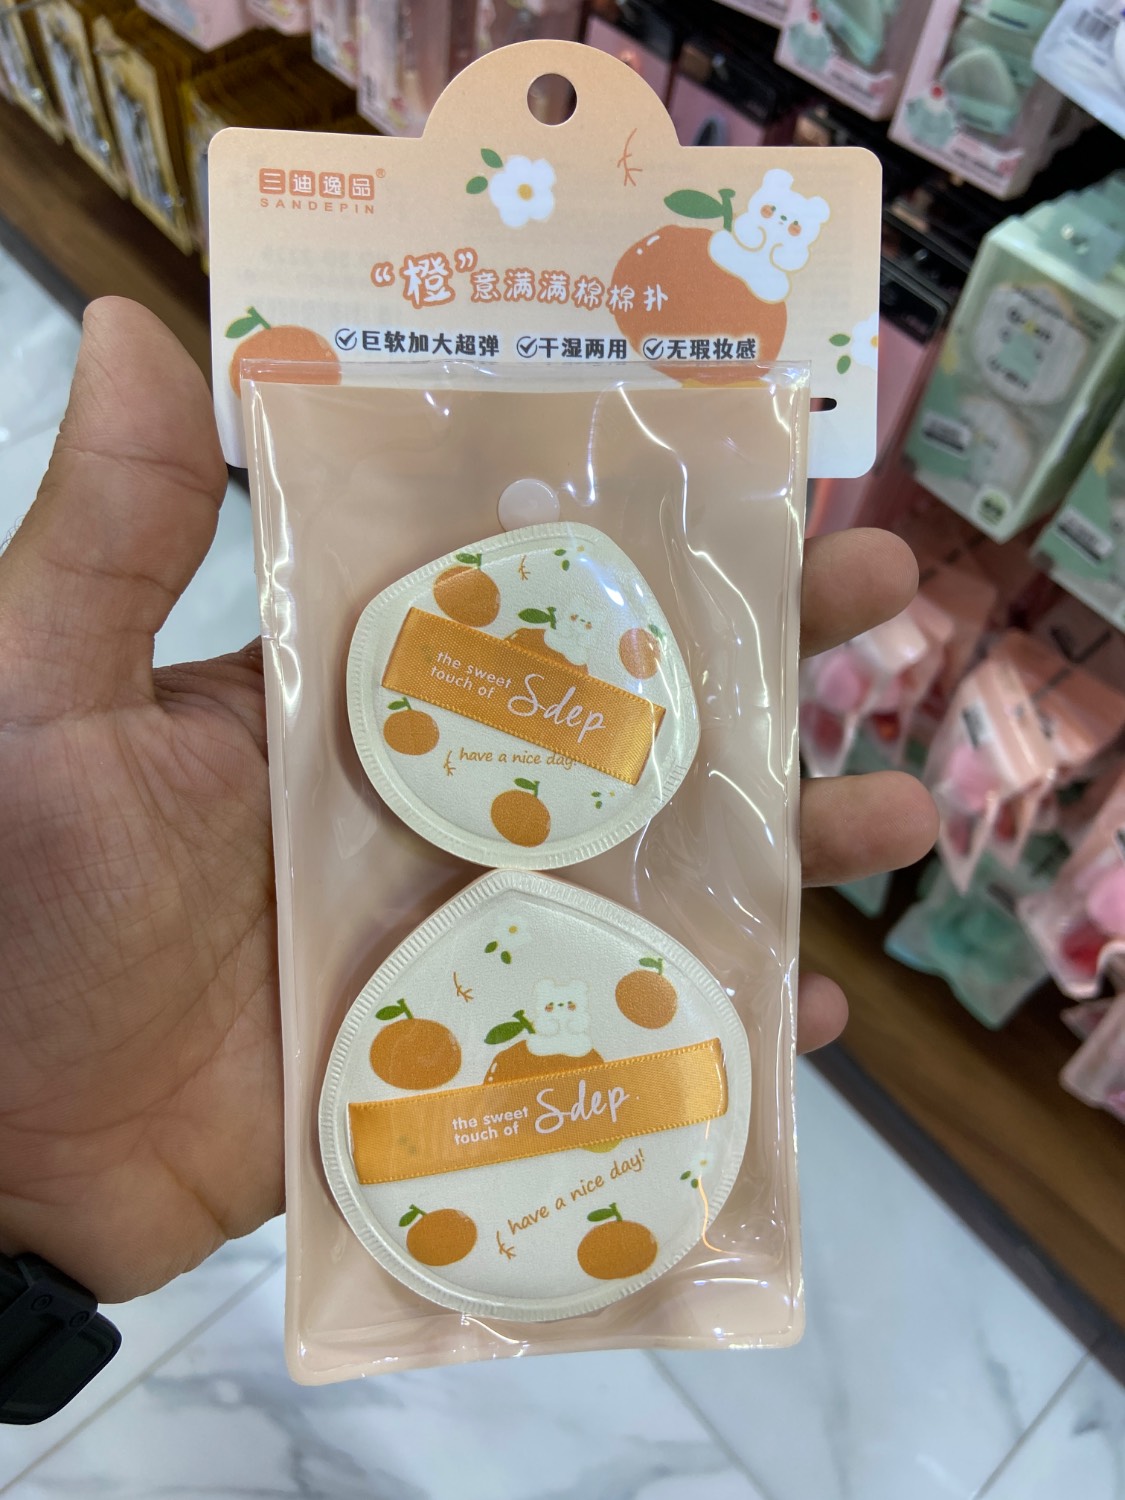 三迪逸品®
SANDEPIN
“橙”意满满棉棉扑
巨软加大超弹 干湿两用 无瑕妆感
the sweet
touch of Sdep
have a nice day!
the sweet
touch of Sdep
have a nice day!